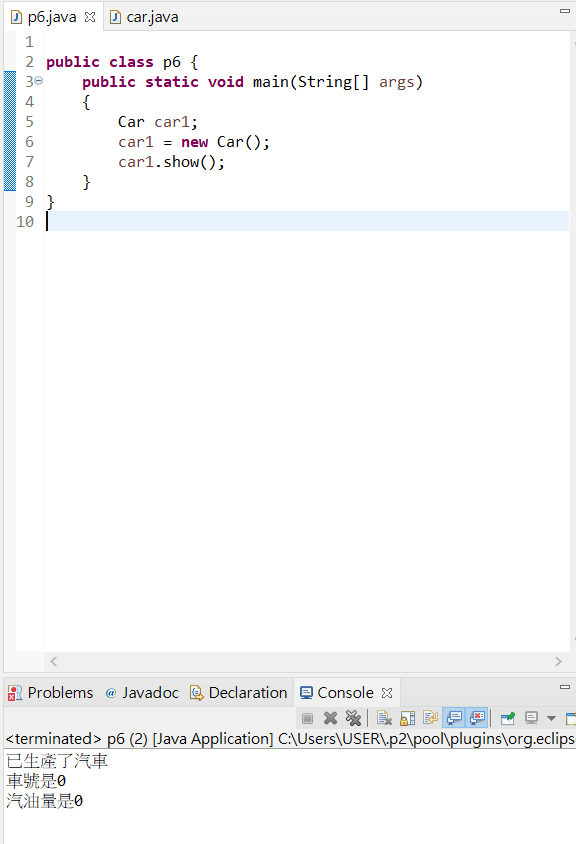 p6.java car.java
1
2 public class p6 {
3 public static void main(String[] args)
4 {
5 Car car1;
6 car1 = new Car();
7 car1.show();
8 }
9 }
10
Problems @ Javadoc Declaration Console
<terminated> p6 (2) [Java Application] C:\Users\USER\.p2\pool\plugins\org.eclips
已生產了汽車
車號是0
汽油量是0